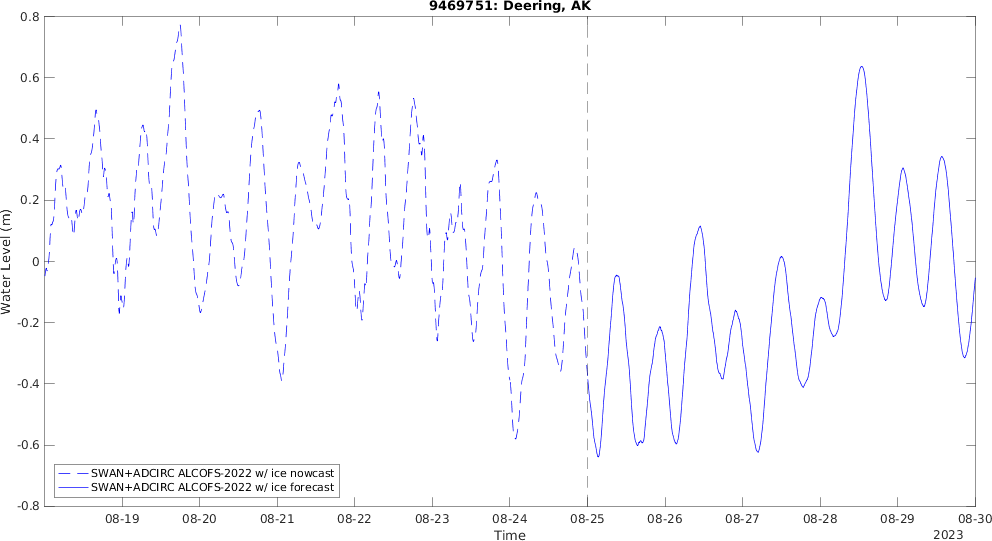 9469751: Deering, AK
0.8
0.6
0.4
0.2
0
-0.2
-0.4
-0.6
-0.8
Water Level (m)
SWAN+ADCIRC ALCOFS-2022 w/ ice nowcast
SWAN+ADCIRC ALCOFS-2022 w/ ice forecast
08-19 08-20 08-21 08-22 08-23 08-24 08-25 08-26 08-27 08-28 08-29 08-30
Time
2023